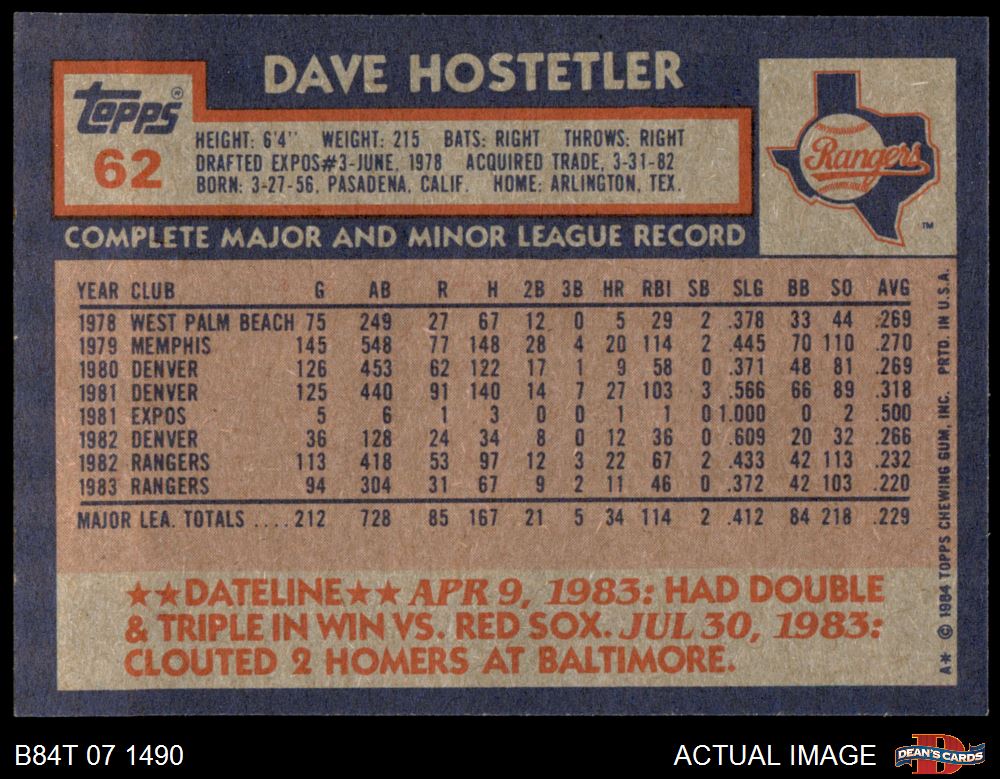 DAVE HOSTETLER
Topps®
62
HEIGHT: 6'4" WEIGHT: 215 BATS: RIGHT THROWS: RIGHT
DRAFTED EXPOS#3-JUNE, 1978 ACQUIRED TRADE, 3-31-82
BORN: 3-27-56, PASADENA, CALIF. HOME: ARLINGTON, TEX.
Rangers
TM
COMPLETE MAJOR AND MINOR LEAGUE RECORD
YEAR CLUB G AB R H 2B 3B HR RBI SB SLG BB SO AVG
1978 WEST PALM BEACH 75 249 27 67 12 0 5 29 2 .378 33 44 .269
1979 MEMPHIS 145 548 77 148 28 4 20 114 2 .445 70 110 .270
1980 DENVER 126 453 62 122 17 1 9 58 0 .371 48 81 .269
1981 DENVER 125 440 91 140 14 7 27 103 3 .566 66 89 .318
1981 EXPOS 5 6 1 3 0 0 1 1 0 1.000 0 2 .500
1982 DENVER 36 128 24 34 8 0 12 36 0 .609 20 32 .266
1982 RANGERS 113 418 53 97 12 3 22 67 2 .433 42 113 .232
1983 RANGERS 94 304 31 67 9 2 11 46 0 .372 42 103 .220
MAJOR LEA. TOTALS ....212 728 85 167 21 5 34 114 2 .412 84 218 .229
★★DATELINE★★ APR 9, 1983: HAD DOUBLE
& TRIPLE IN WIN VS. RED SOX. JUL 30, 1983:
CLOUTED 2 HOMERS AT BALTIMORE.
A* © 1984 TOPPS CHEWING GUM, INC. PRTD. IN U.S.A.
B84T 07 1490
ACTUAL IMAGE
DEAN'S CARDS